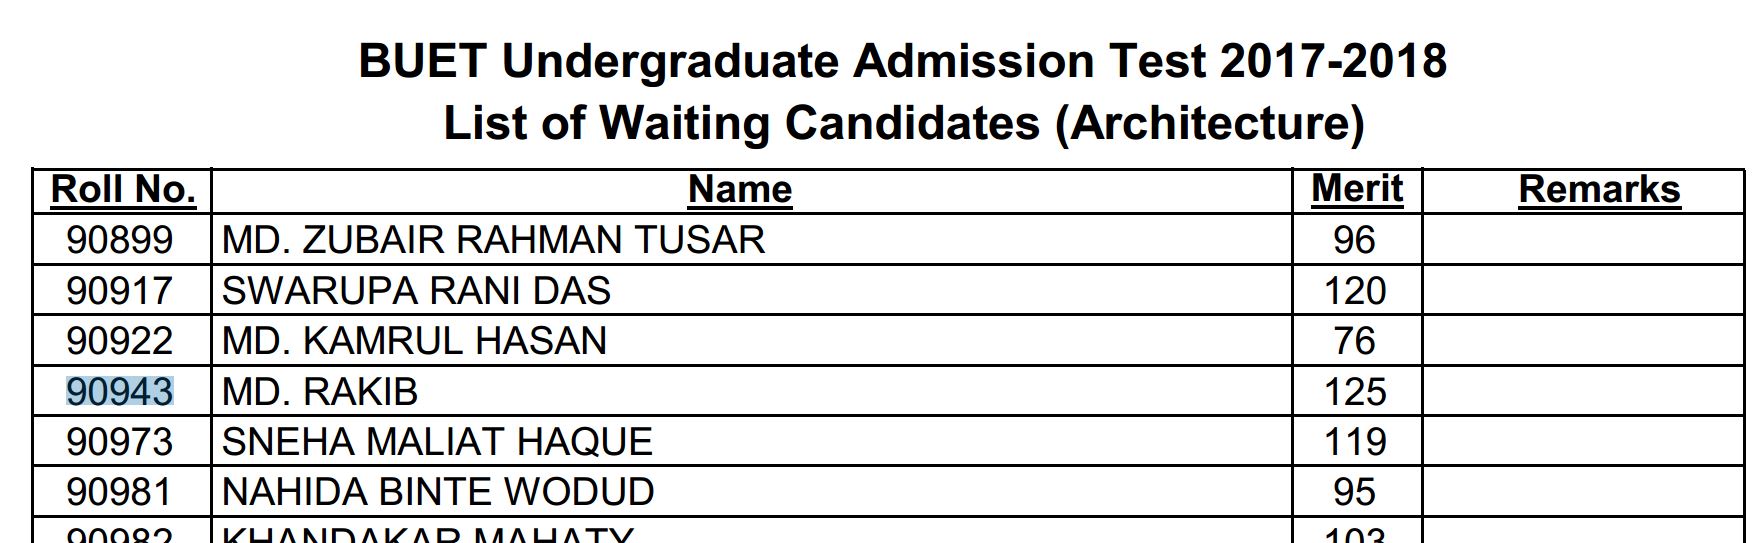 BUET Undergraduate Admission Test 2017-2018
List of Waiting Candidates (Architecture)
Roll No. Name Merit Remarks
90899 MD. ZUBAIR RAHMAN TUSAR 96
90917 SWARUPA RANI DAS 120
90922 MD. KAMRUL HASAN 76
90943 MD. RAKIB 125
90973 SNEHA MALIAT HAQUE 119
90981 NAHIDA BINTE WODUD 95
90982 KHANDAKAR MAHATY 103